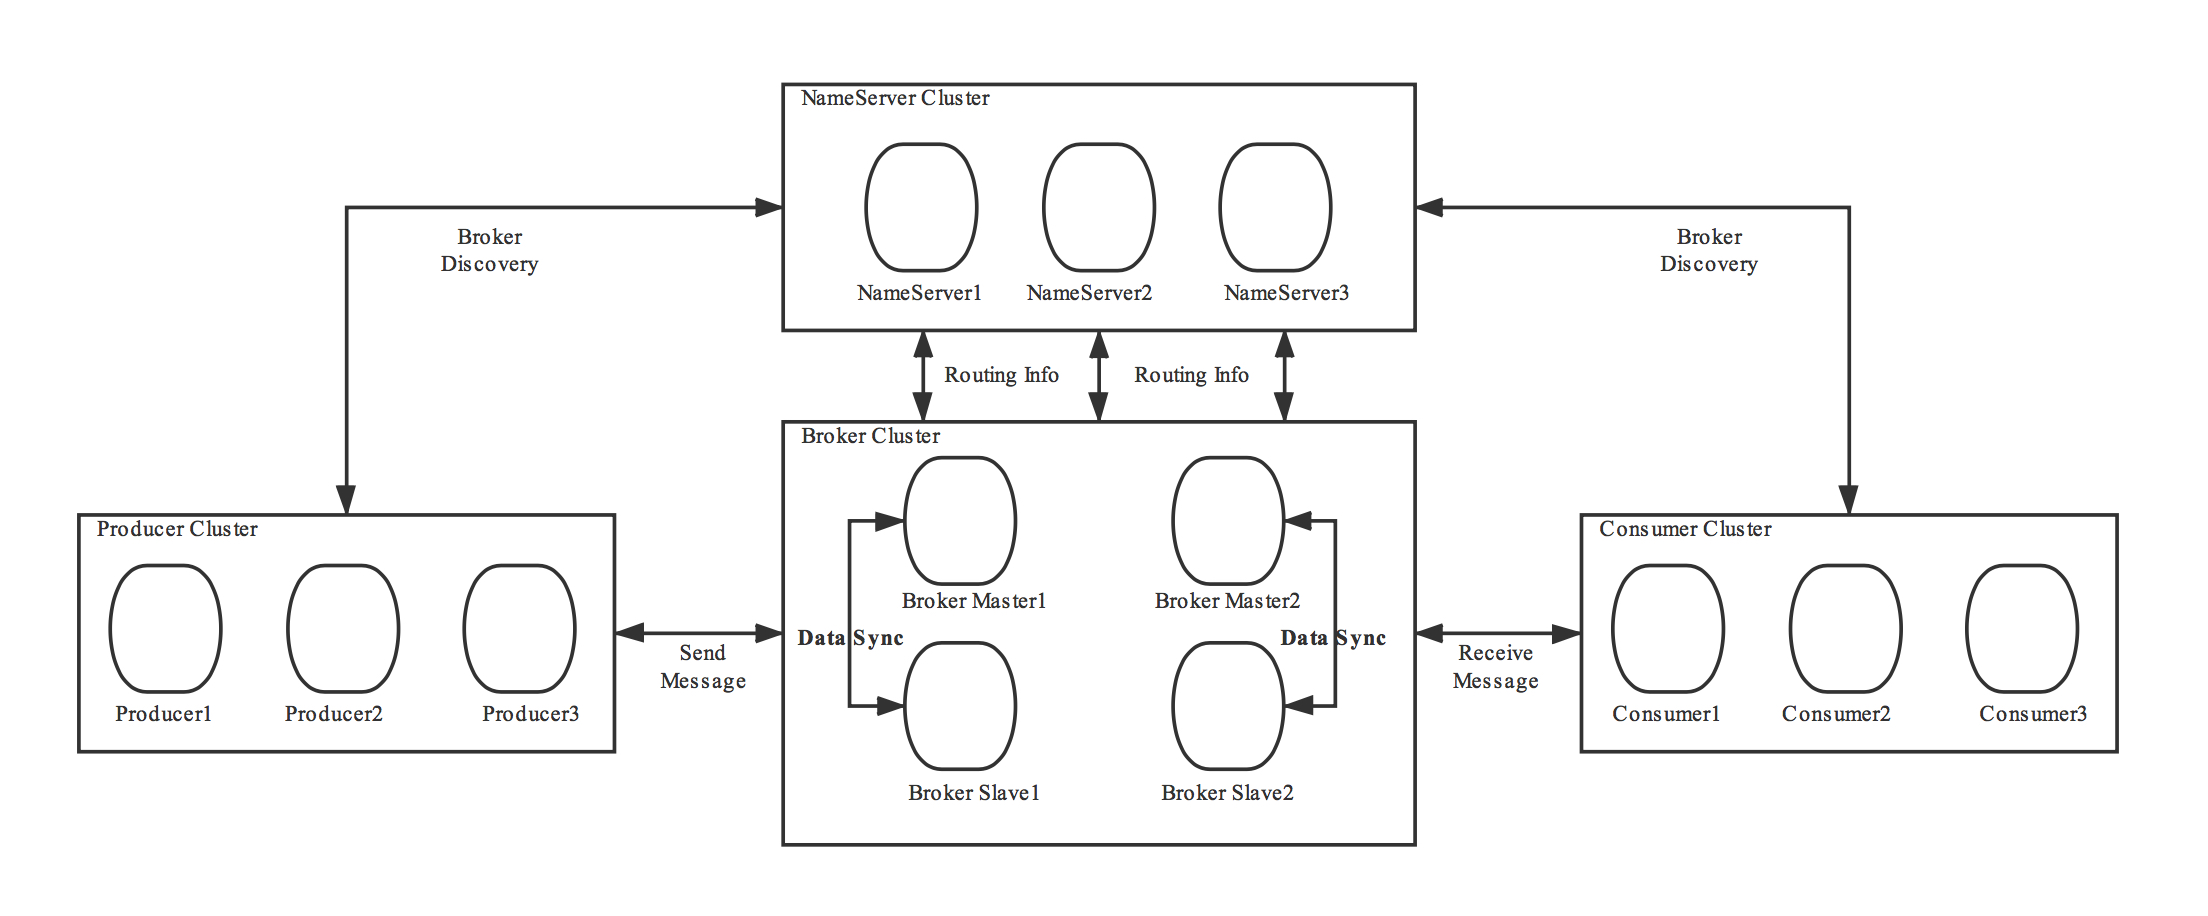 NameServer Cluster
NameServer1
NameServer2
NameServer3
Broker
Discovery
Broker
Discovery
Routing Info
Routing Info
Producer Cluster
Producer1
Producer2
Producer3
Send
Message
Broker Cluster
Broker Master1
Broker Master2
Data Sync
Data Sync
Broker Slave1
Broker Slave2
Receive
Message
Consumer Cluster
Consumer1
Consumer2
Consumer3